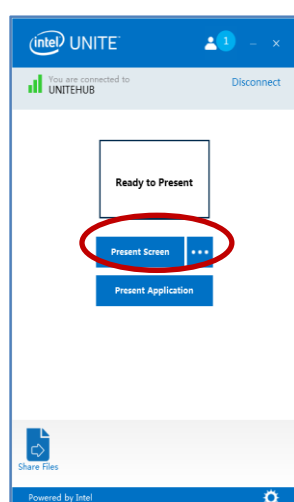 intel UNITE
1
You are connected to
UNITEHUB
Disconnect
Ready to Present
Present Screen
Present Application
Share Files
Powered by Intel